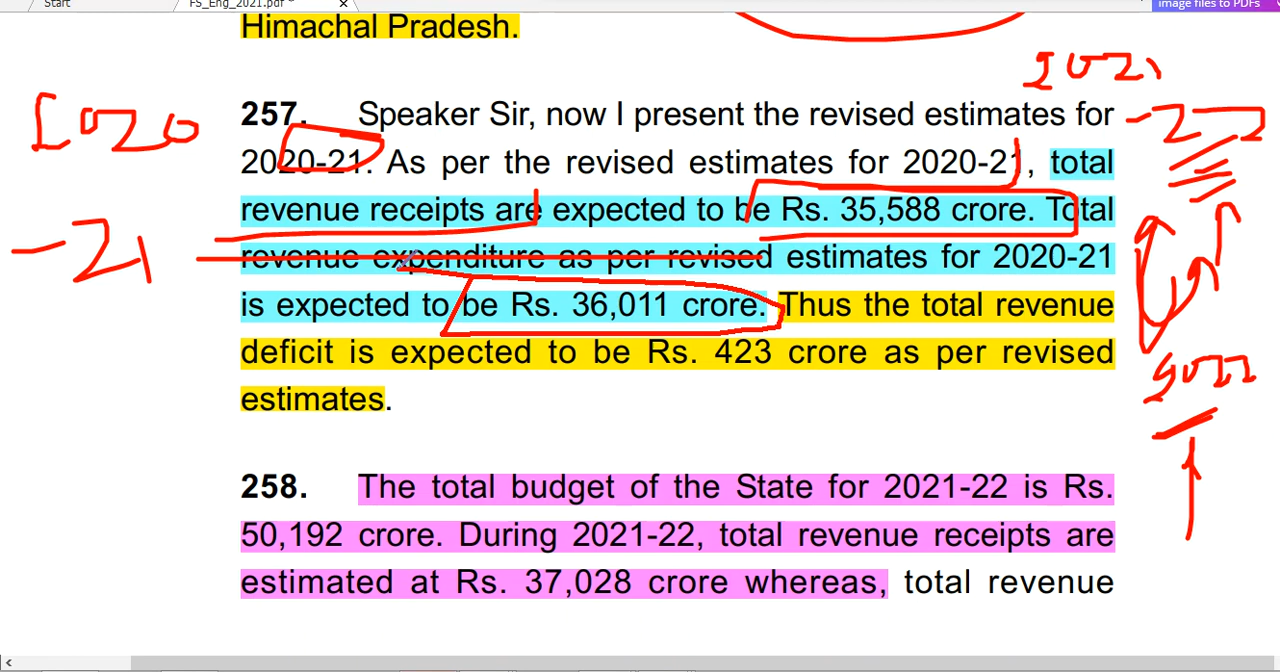 Start
FS_Eng_2021.pdf *
image files to PDFs
Himachal Pradesh.
2021
-22
2020
-21
257. Speaker Sir, now I present the revised estimates for
2020-21. As per the revised estimates for 2020-21, total
revenue receipts are expected to be Rs. 35,588 crore. Total
revenue expenditure as per revised estimates for 2020-21
is expected to be Rs. 36,011 crore. Thus the total revenue
deficit is expected to be Rs. 423 crore as per revised
estimates.
2022
258. The total budget of the State for 2021-22 is Rs.
50,192 crore. During 2021-22, total revenue receipts are
estimated at Rs. 37,028 crore whereas, total revenue